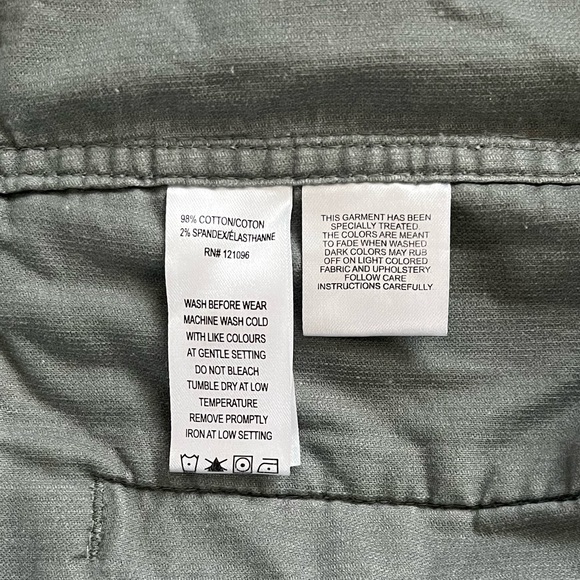 98% COTTON/COTON
2% SPANDEX/ÉLASTHANNE
RN# 121096
WASH BEFORE WEAR
MACHINE WASH COLD
WITH LIKE COLOURS
AT GENTLE SETTING
DO NOT BLEACH
TUMBLE DRY AT LOW
TEMPERATURE
REMOVE PROMPTLY
IRON AT LOW SETTING
THIS GARMENT HAS BEEN
SPECIALLY TREATED.
THE COLORS ARE MEANT
TO FADE WHEN WASHED
DARK COLORS MAY RUB
OFF ON LIGHT COLORED
FABRIC AND UPHOLSTERY.
FOLLOW CARE
INSTRUCTIONS CAREFULLY